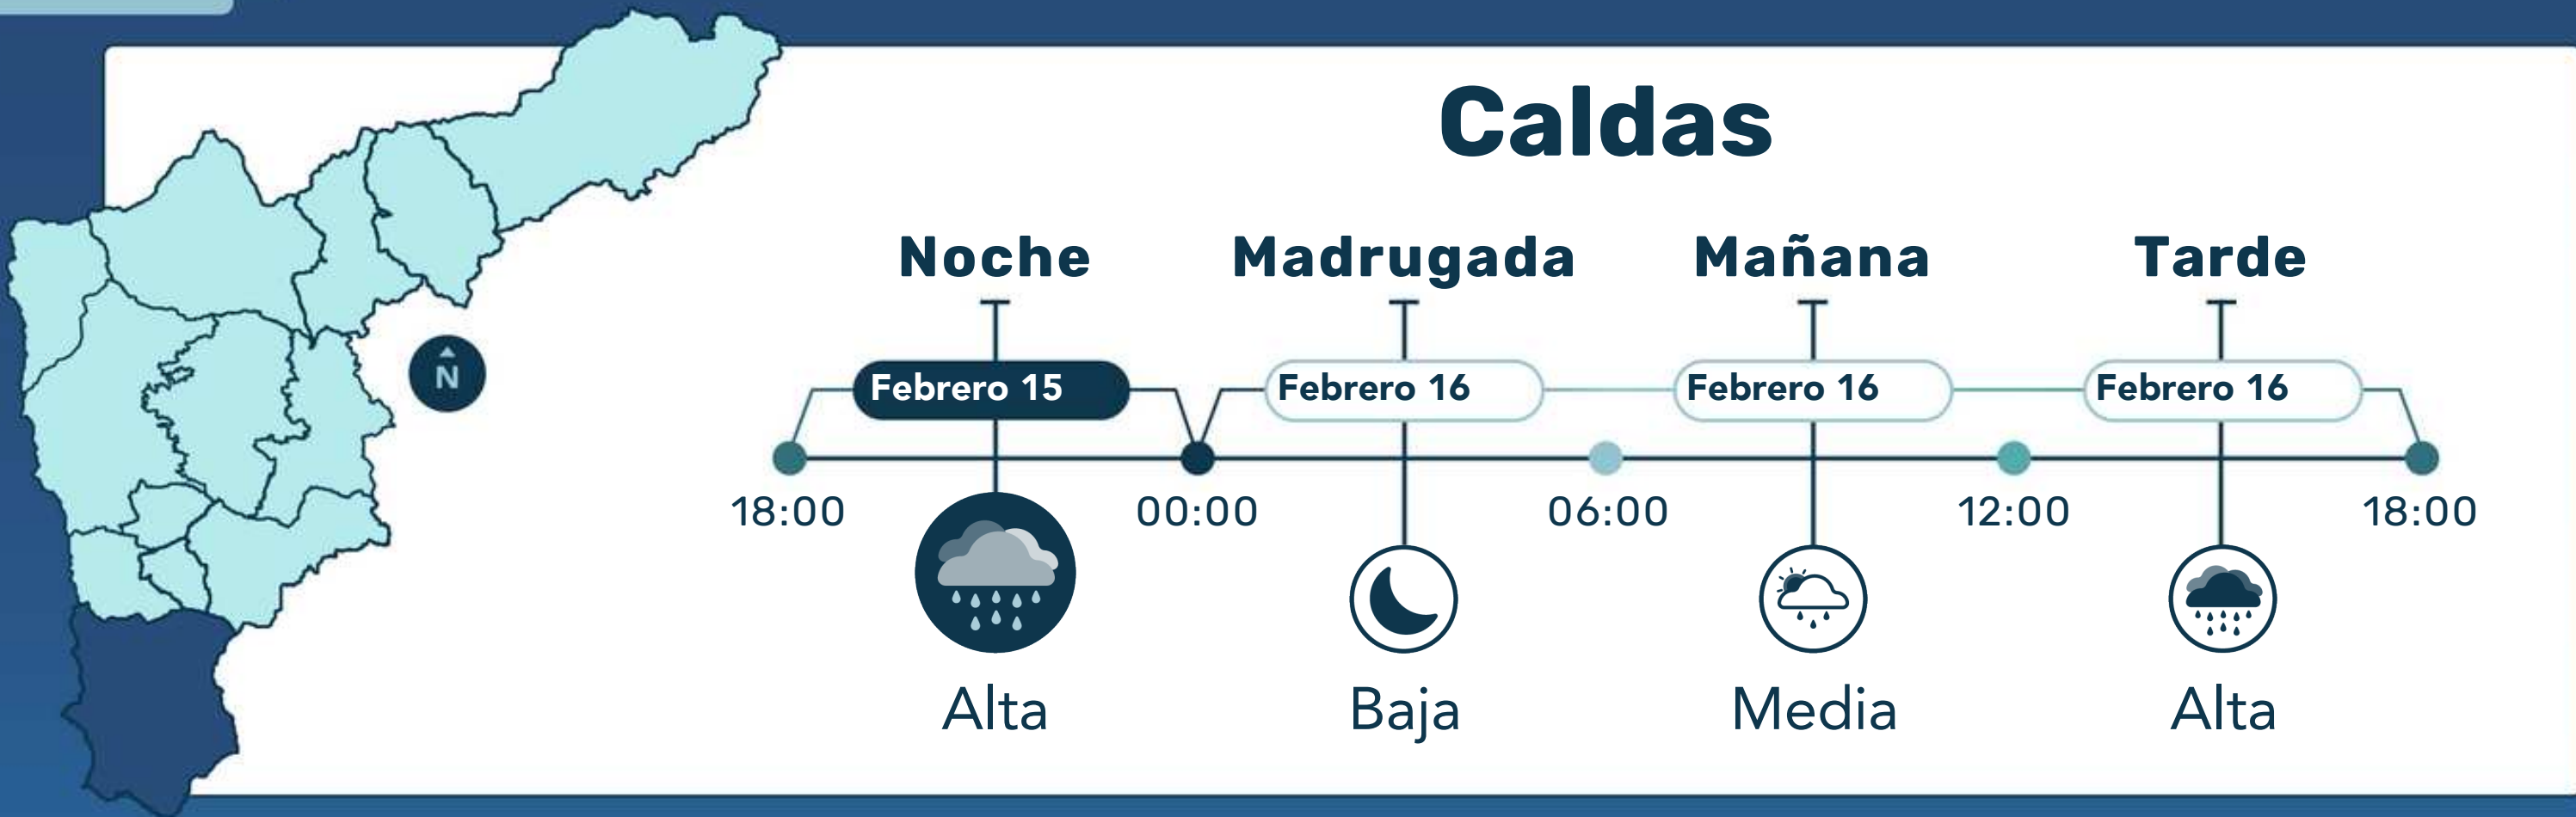 Caldas
Noche Madrugada Mañana Tarde
Febrero 15 Febrero 16 Febrero 16 Febrero 16
N
18:00 00:00 06:00 12:00 18:00
Alta Baja Media Alta